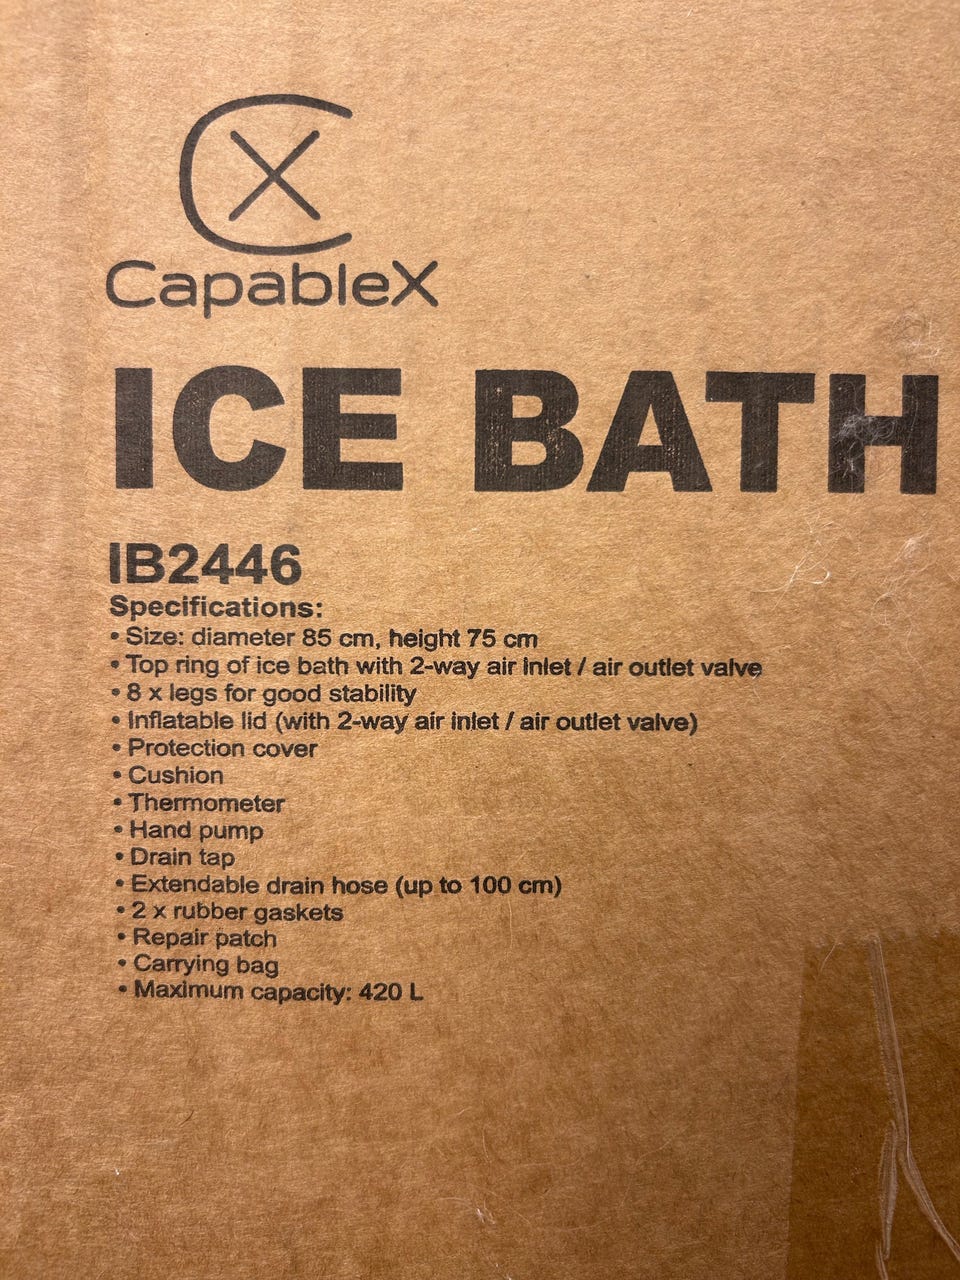 CapableX
ICE BATH
IB2446
Specifications:
• Size: diameter 85 cm, height 75 cm
• Top ring of ice bath with 2-way air inlet / air outlet valve
• 8 x legs for good stability
• Inflatable lid (with 2-way air inlet / air outlet valve)
• Protection cover
• Cushion
• Thermometer
• Hand pump
• Drain tap
• Extendable drain hose (up to 100 cm)
• 2 x rubber gaskets
• Repair patch
• Carrying bag
• Maximum capacity: 420 L